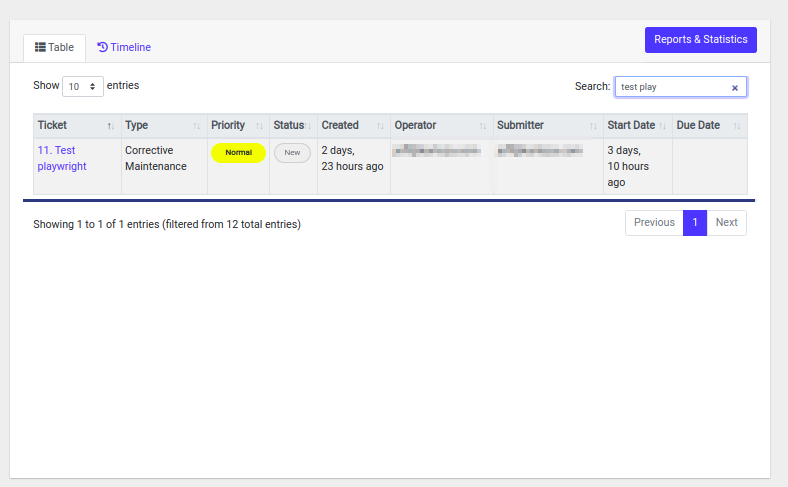 Table
Timeline
Reports & Statistics
Show 10 entries
Search: test play
Ticket Type Priority Status Created Operator Submitter Start Date Due Date
11. Test playwright
Corrective Maintenance
Normal
New
2 days, 23 hours ago
3 days, 10 hours ago
Showing 1 to 1 of 1 entries (filtered from 12 total entries)
Previous 1 Next